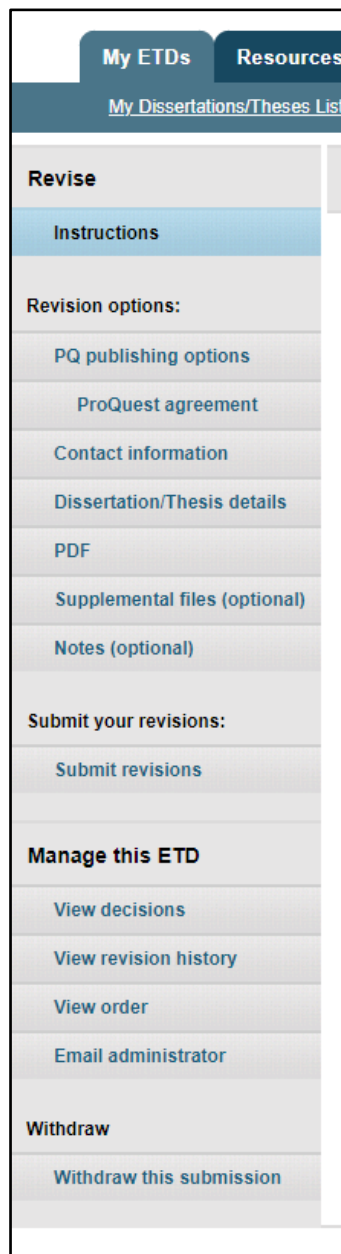 My ETDs Resources
My Dissertations/Theses List
Revise
Instructions
Revision options:
PQ publishing options
ProQuest agreement
Contact information
Dissertation/Thesis details
PDF
Supplemental files (optional)
Notes (optional)
Submit your revisions:
Submit revisions
Manage this ETD
View decisions
View revision history
View order
Email administrator
Withdraw
Withdraw this submission